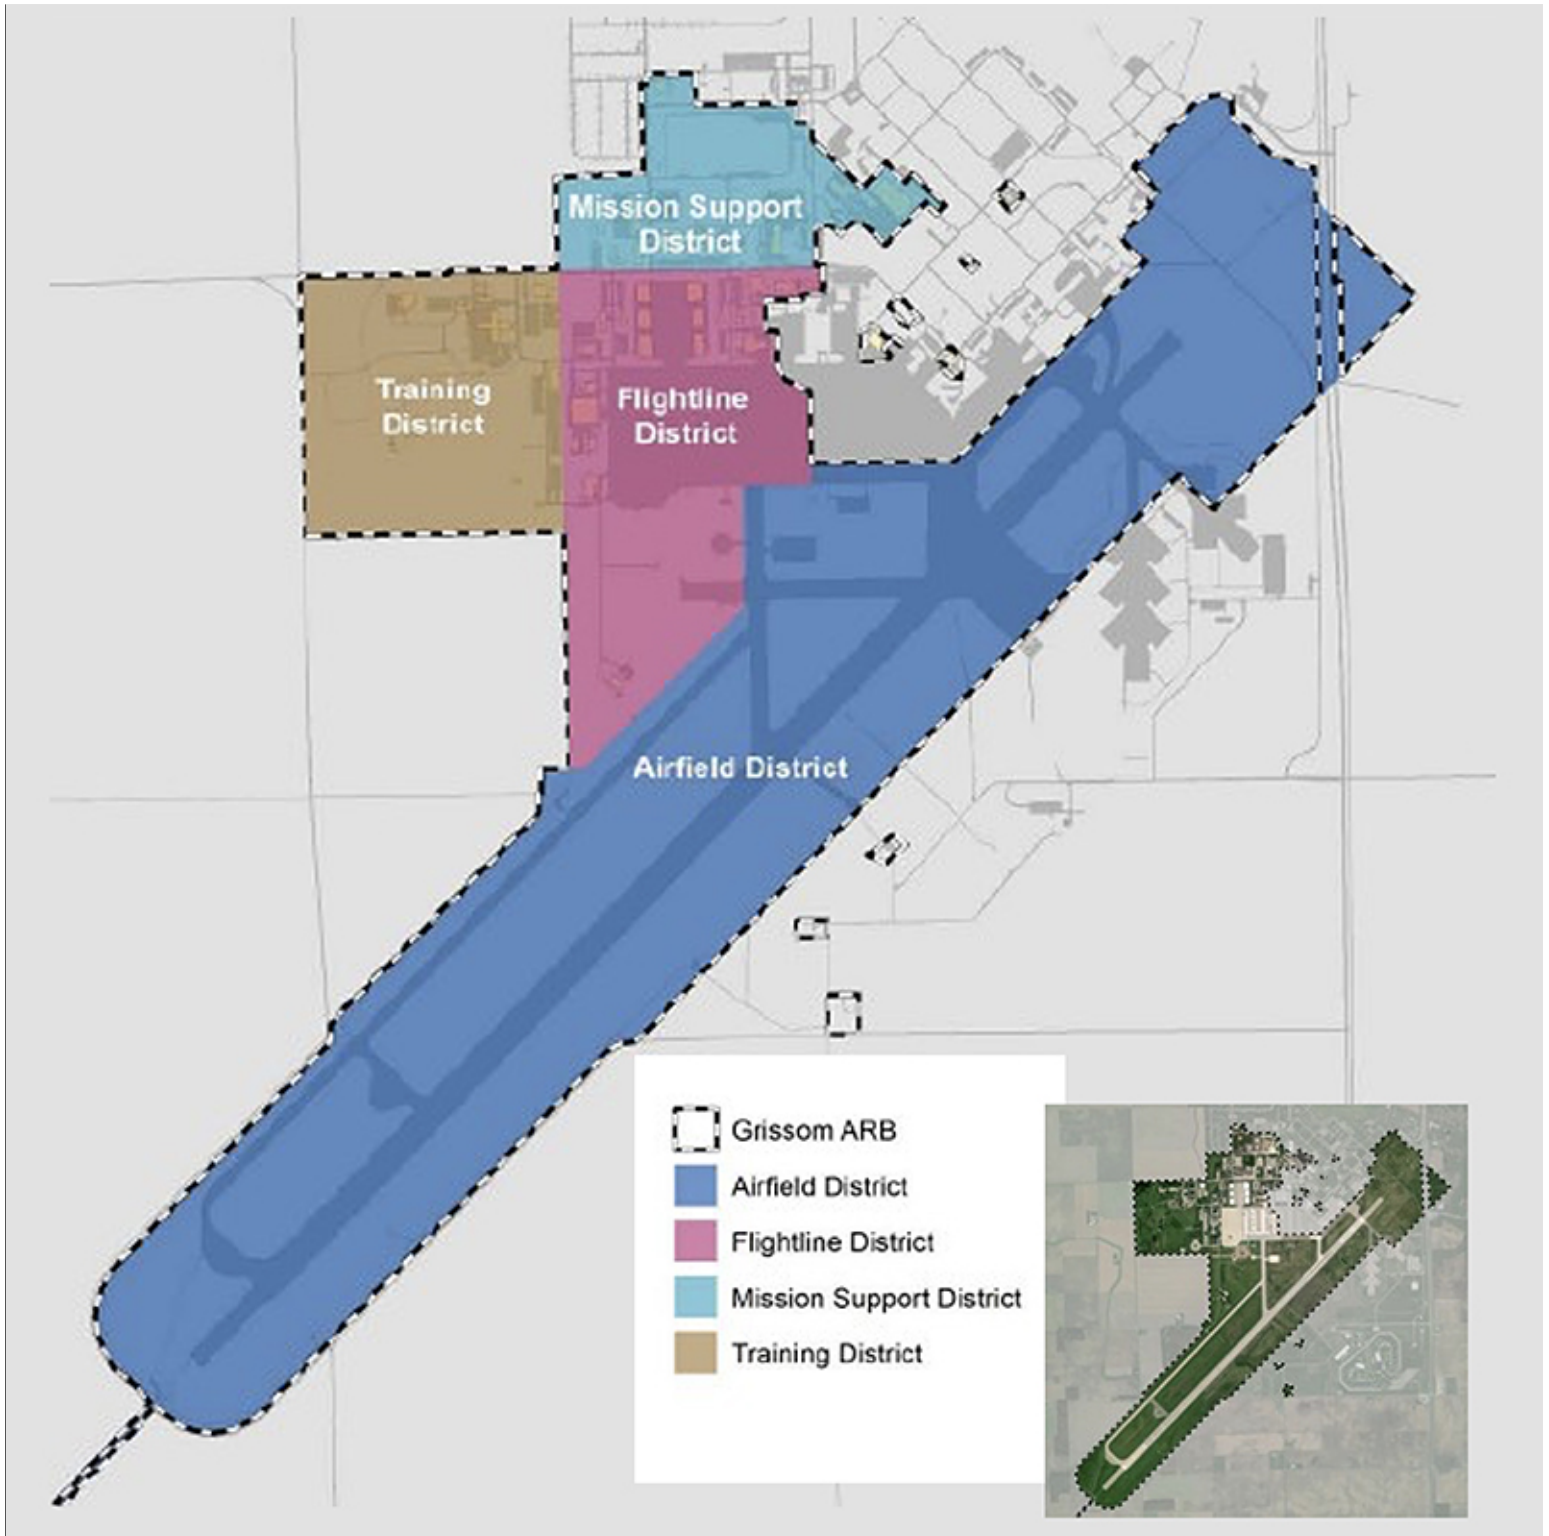 Mission Support
District
Training
District
Flightline
District
Airfield District
Grissom ARB
Airfield District
Flightline District
Mission Support District
Training District